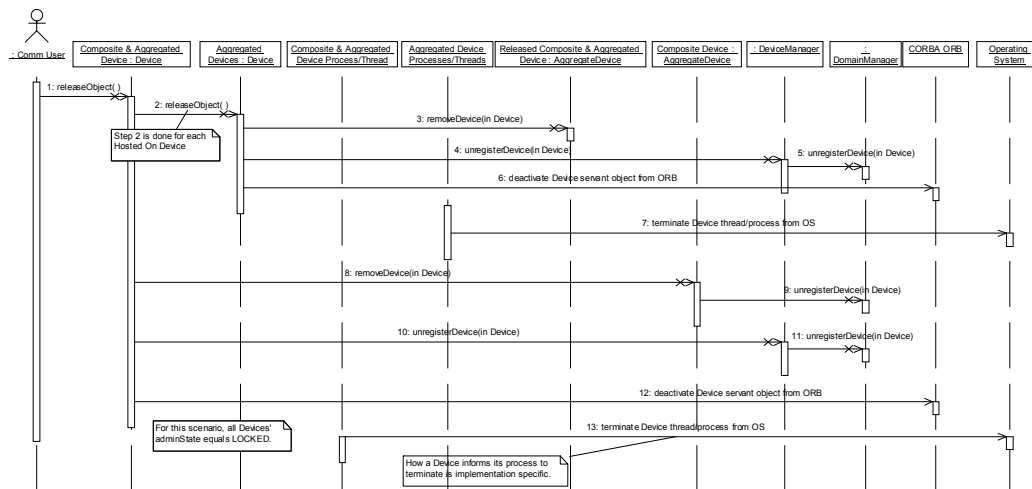 : Comm User
Composite & Aggregated
Device : Device
Aggregated
Devices : Device
Composite & Aggregated
Device Process/Thread
Aggregated Device
Processes/Threads
Released Composite & Aggregated
Device : AggregateDevice
Composite Device :
AggregateDevice
: DeviceManager
:
DomainManager
CORBA ORB
Operating
System
1: releaseObject( )
2: releaseObject( )
Step 2 is done for each
Hosted On Device
3: removeDevice(in Device)
4: unregisterDevice(in Device)
5: unregisterDevice(in Device)
6: deactivate Device servant object from ORB
7: terminate Device thread/process from OS
8: removeDevice(in Device)
9: unregisterDevice(in Device)
10: unregisterDevice(in Device)
11: unregisterDevice(in Device)
12: deactivate Device servant object from ORB
For this scenario, all Devices'
adminState equals LOCKED.
13: terminate Device thread/process from OS
How a Device informs its process to
terminate is implementation specific.